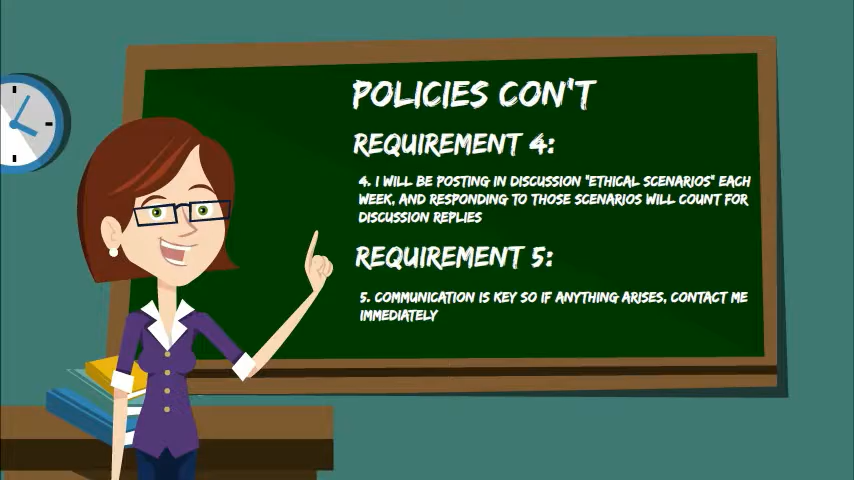 POLICIES CON'T
REQUIREMENT 4:
4. I WILL BE POSTING IN DISCUSSION "ETHICAL SCENARIOS" EACH
WEEK, AND RESPONDING TO THOSE SCENARIOS WILL COUNT FOR
DISCUSSION REPLIES
REQUIREMENT 5:
5. COMMUNICATION IS KEY SO IF ANYTHING ARISES, CONTACT ME
IMMEDIATELY